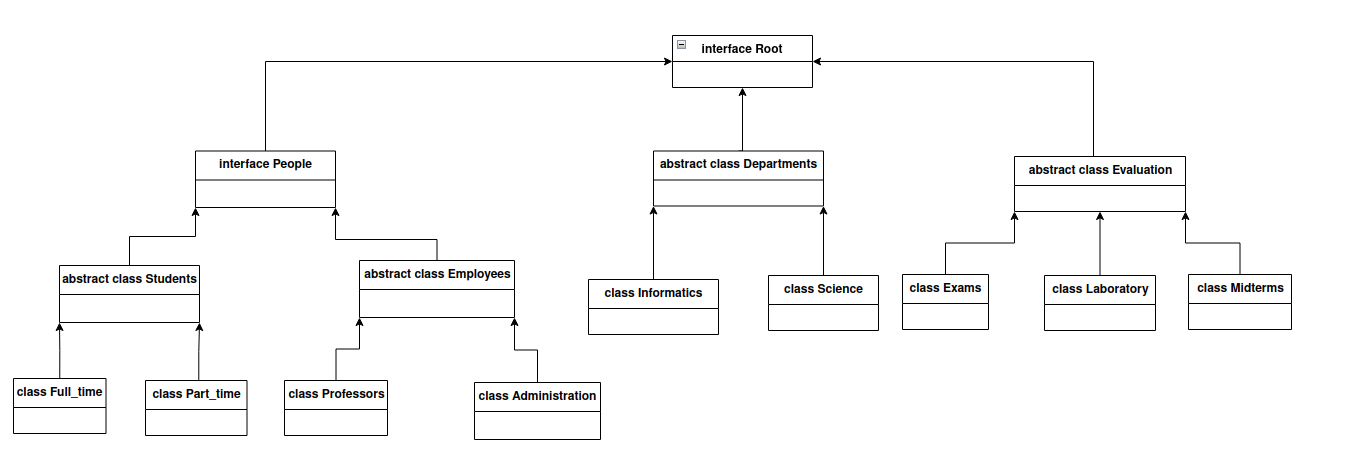 interface Root
interface People
abstract class Departments
abstract class Evaluation
abstract class Students
abstract class Employees
class Informatics
class Science
class Exams
class Laboratory
class Midterms
class Full_time
class Part_time
class Professors
class Administration